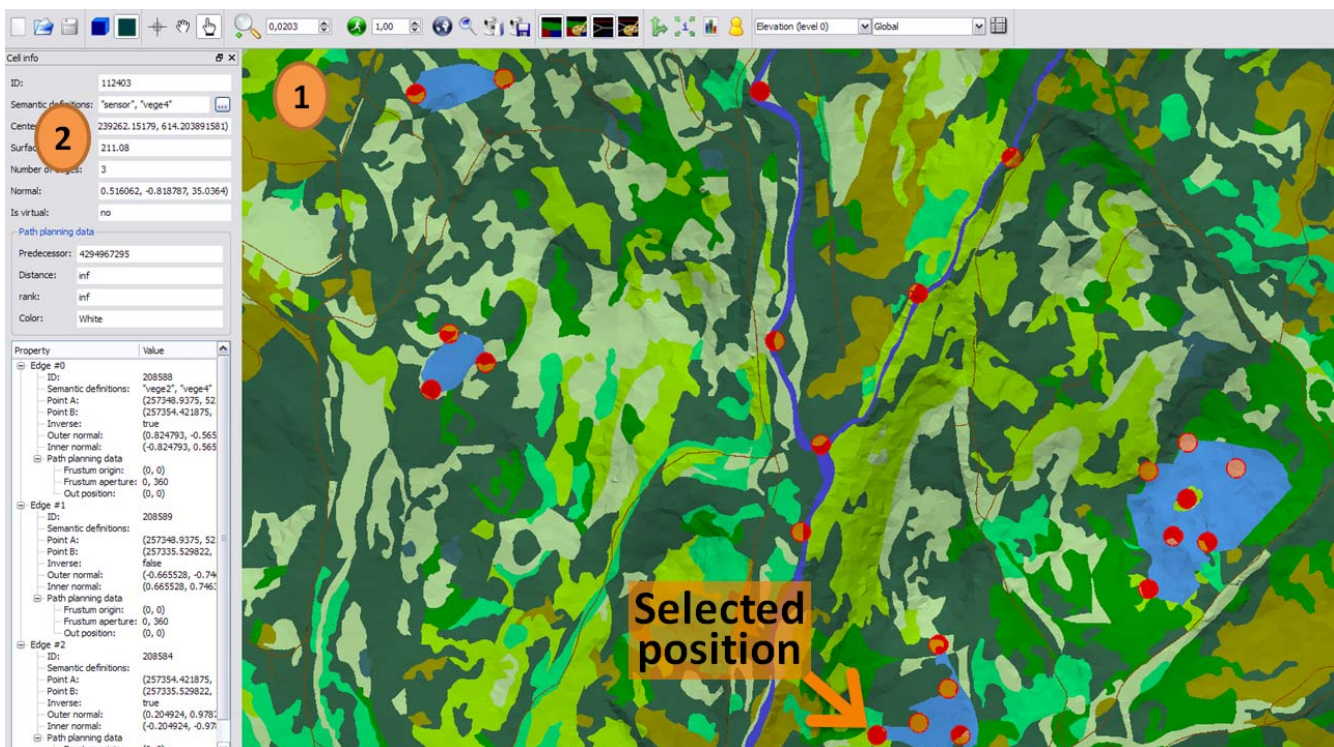 0,0203
1,00
Elevation (level 0)
Global
Cell info
ID: 112403
Semantic definitions: "sensor", "vege4" ...
Center 239262.15179, 614.203891581)
Surfac 211.08
Number of edges: 3
Normal: 0.516062, -0.818787, 35.0364)
Is virtual: no
Path planning data
Predecessor: 4294967295
Distance: inf
rank: inf
Color: White
Property Value
Edge #0
ID: 208588
Semantic definitions: "vege2", "vege4"
Point A: (257348.9375, 52
Point B: (257354.421875,
Inverse: true
Outer normal: (0.824793, -0.565
Inner normal: (-0.824793, 0.565
Path planning data
Frustum origin: (0, 0)
Frustum aperture: 0, 360
Out position: (0, 0)
Edge #1
ID: 208589
Semantic definitions:
Point A: (257348.9375, 52
Point B: (257335.529822,
Inverse: false
Outer normal: (-0.665528, -0.74
Inner normal: (0.665528, 0.746
Path planning data
Frustum origin: (0, 0)
Frustum aperture: 0, 360
Out position: (0, 0)
Edge #2
ID: 208584
Semantic definitions:
Point A: (257354.421875,
Point B: (257335.529822,
Inverse: true
Outer normal: (0.204924, 0.978
Inner normal: (-0.204924, -0.97
Path planning data
1
2
Selected
position